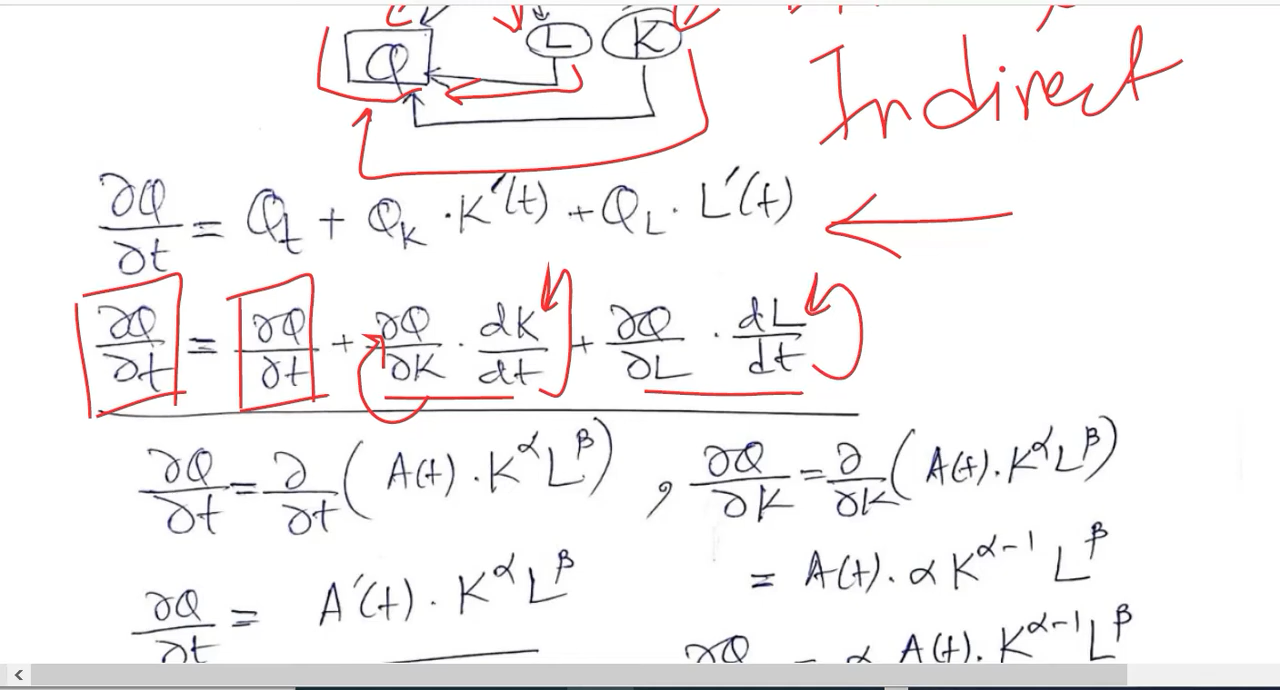 Q L K
Indirect
∂Q/∂t = Q_t + Q_K · K′(t) + Q_L · L′(t)
∂Q/∂t = ∂Q/∂t + ∂Q/∂K · dK/dt + ∂Q/∂L · dL/dt
∂Q/∂t = ∂/∂t ( A(t) · K^α L^β ) , ∂Q/∂K = ∂/∂K ( A(t) · K^α L^β )
= A(t) · α K^(α-1) L^β
∂Q/∂t = A′(t) · K^α L^β
∂Q = α A(t) · K^(α-1) L^β